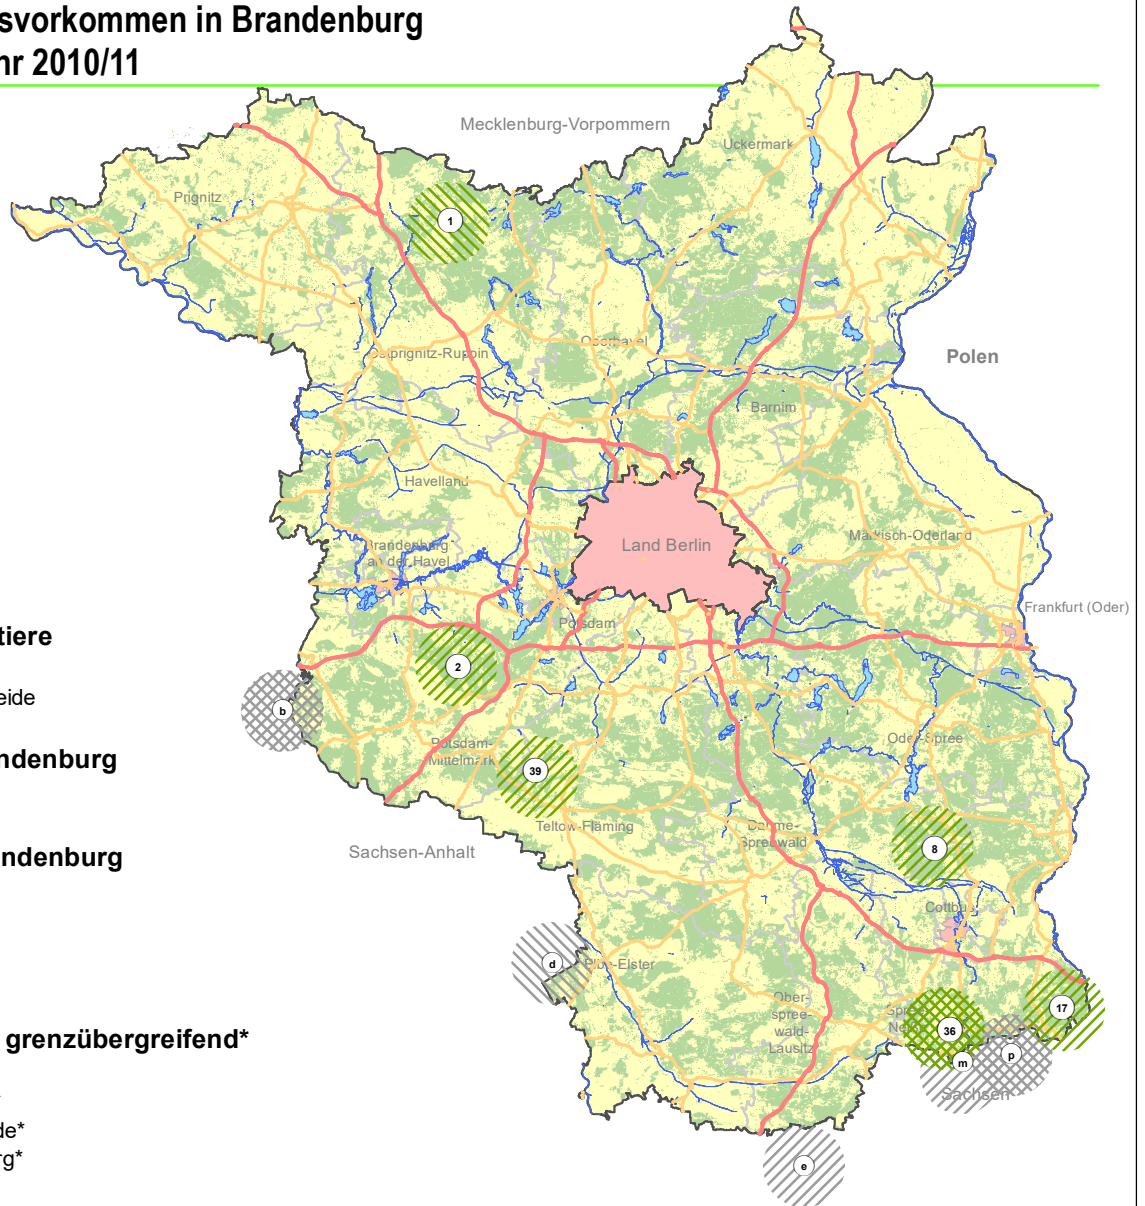 svorkommen in Brandenburg
hr 2010/11
Mecklenburg-Vorpommern
Uckermark
Prignitz
1
Ostprignitz-Ruppin
Oberhavel
Polen
Barnim
Havelland
Land Berlin
Märkisch-Oderland
Brandenburg
an der Havel
Frankfurt (Oder)
Potsdam
tiere
2
eide
b
Oder-Spree
Potsdam-
Mittelmark
ndenburg
39
Teltow-Fläming
Dahme-
Spreewald
8
Sachsen-Anhalt
ndenburg
Cottbus
d
Elbe-Elster
Ober-
spree-
wald-
Lausitz
17
36
grenzübergreifend*
m
p
Sachsen
de*
rg*
e